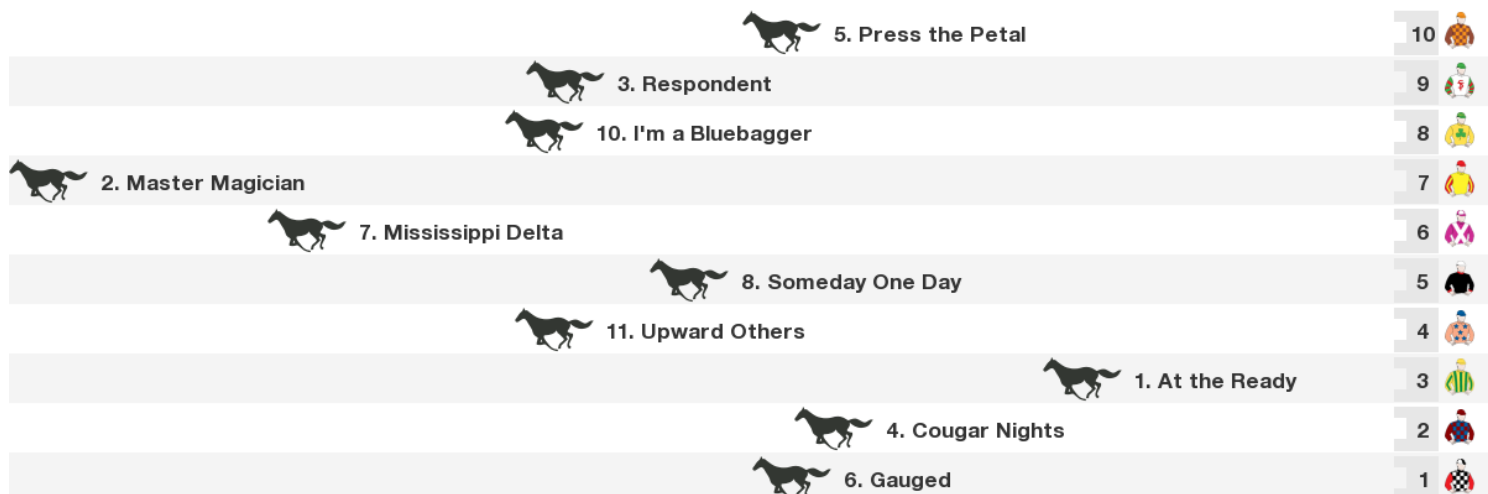 5. Press the Petal 10
3. Respondent 9
10. I'm a Bluebagger 8
2. Master Magician 7
7. Mississippi Delta 6
8. Someday One Day 5
11. Upward Others 4
1. At the Ready 3
4. Cougar Nights 2
6. Gauged 1